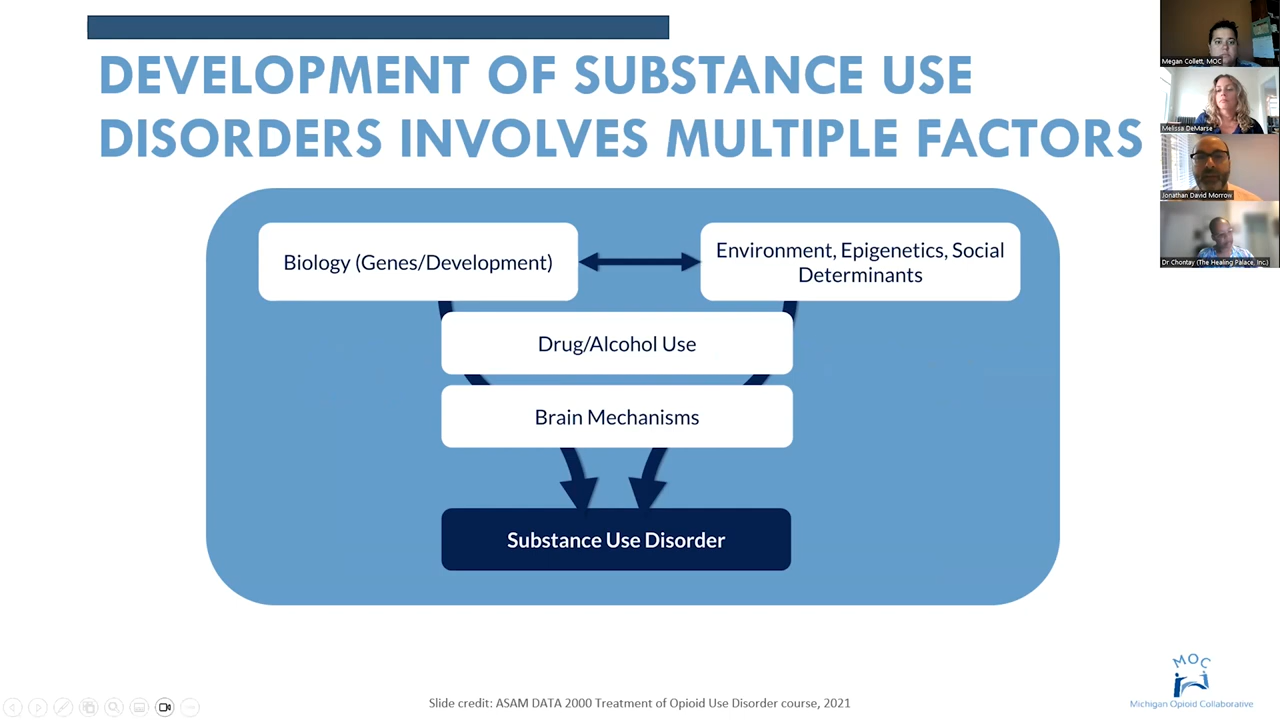 DEVELOPMENT OF SUBSTANCE USE
DISORDERS INVOLVES MULTIPLE FACTORS
Biology (Genes/Development)
Environment, Epigenetics, Social
Determinants
Drug/Alcohol Use
Brain Mechanisms
Substance Use Disorder
Slide credit: ASAM DATA 2000 Treatment of Opioid Use Disorder course, 2021
MOC
Michigan Opioid Collaborative
Megan Collett, MOC
Melissa DeMarse
Jonathan David Morrow
Dr Chontay (The Healing Palace, Inc.)